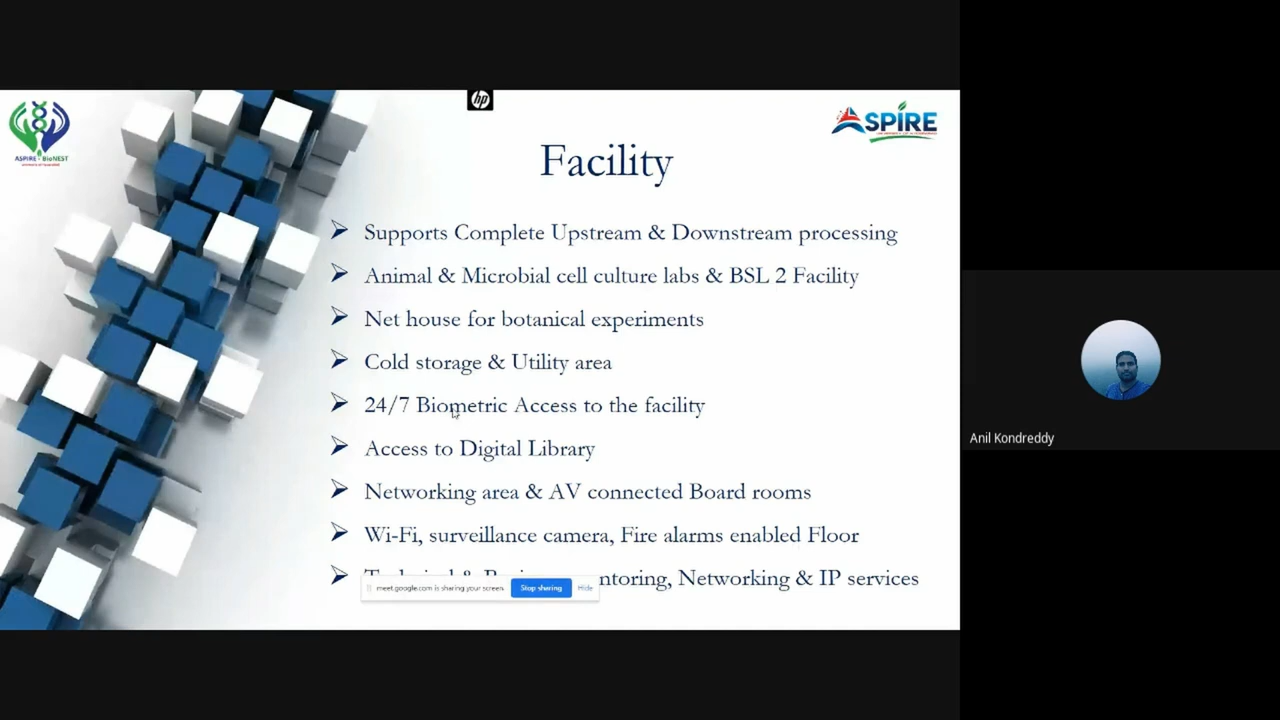 hp
ASPIRE - BioNEST
ASPIRE
Facility
Supports Complete Upstream & Downstream processing
Animal & Microbial cell culture labs & BSL 2 Facility
Net house for botanical experiments
Cold storage & Utility area
24/7 Biometric Access to the facility
Access to Digital Library
Networking area & AV connected Board rooms
Wi-Fi, surveillance camera, Fire alarms enabled Floor
Networking & IP services
meet.google.com is sharing your screen. Stop sharing Hide
Anil Kondreddy